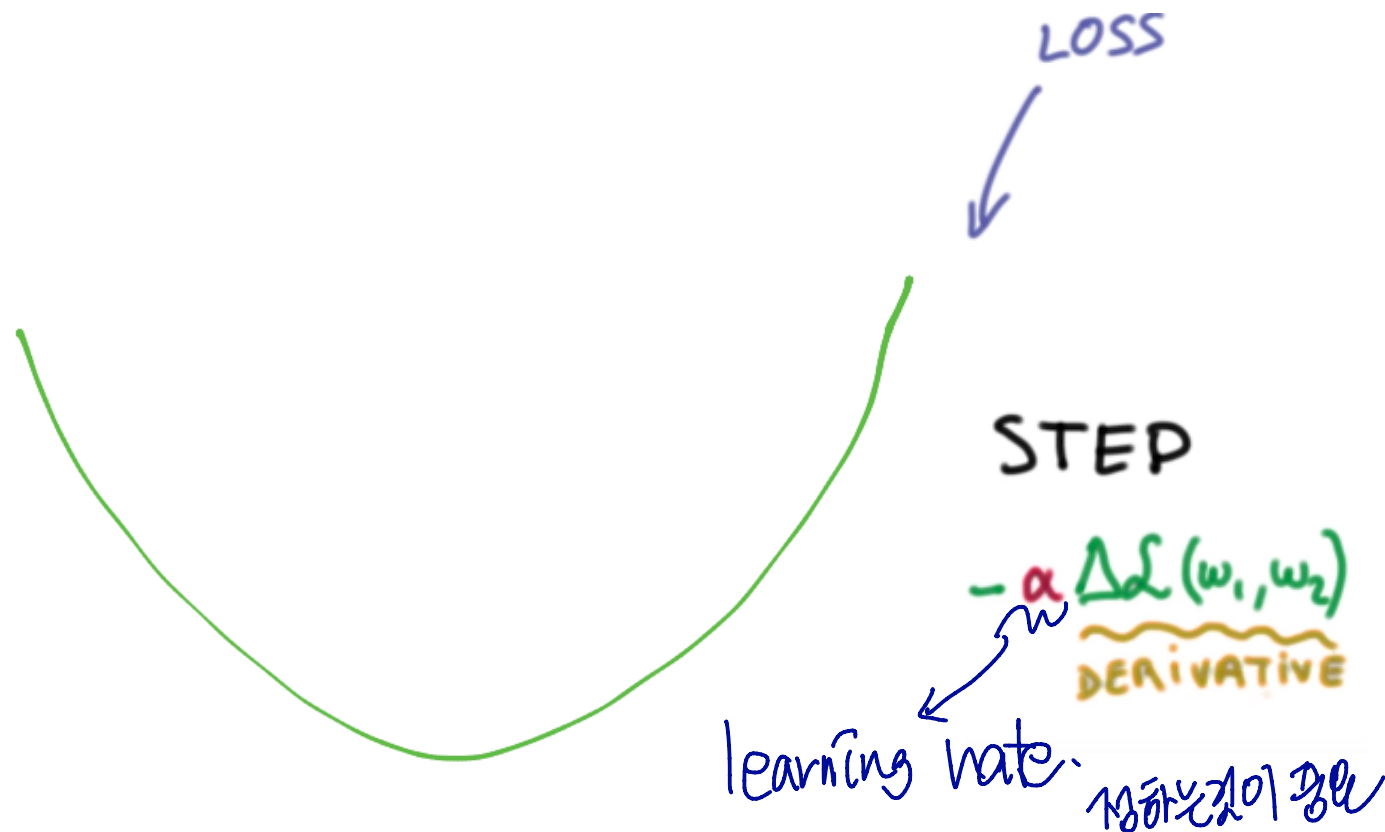 LOSS
STEP
-α Δℒ(w₁,w₂)
DERIVATIVE
learning rate.
정하는것이 중요